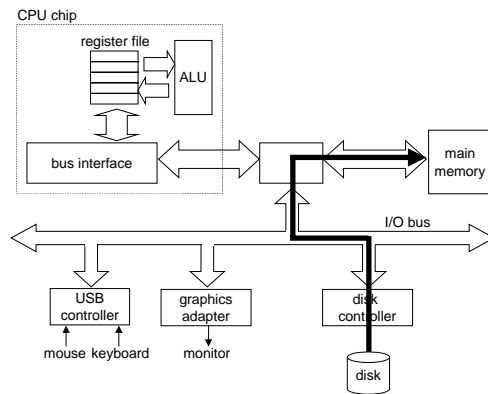 CPU chip
register file
ALU
bus interface
main
memory
I/O bus
USB
controller
graphics
adapter
disk
controller
mouse keyboard
monitor
disk